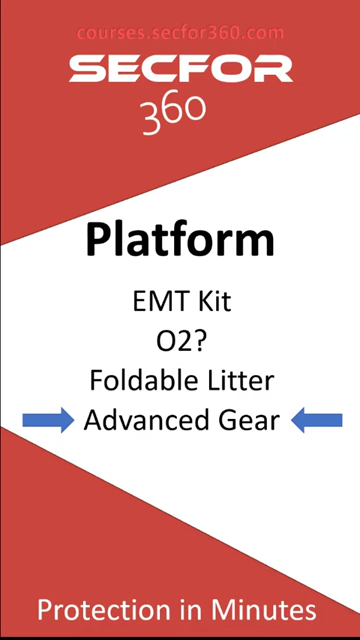 courses.secfor360.com
SECFOR
360
Platform
EMT Kit
O2?
Foldable Litter
Advanced Gear
Protection in Minutes